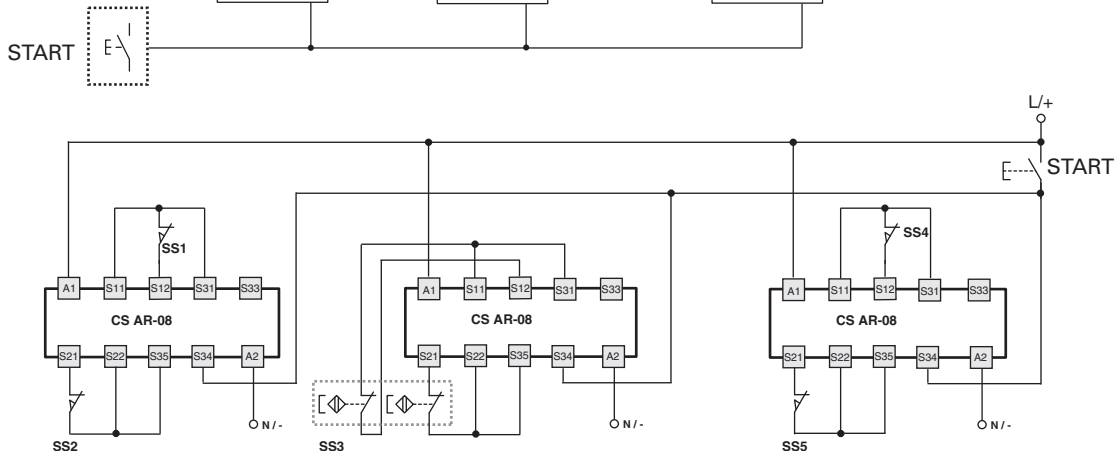 START
L/+
START
SS1
SS4
A1 S11 S12 S31 S33
A1 S11 S12 S31 S33
A1 S11 S12 S31 S33
CS AR-08
CS AR-08
CS AR-08
S21 S22 S35 S34 A2
S21 S22 S35 S34 A2
S21 S22 S35 S34 A2
N / -
N / -
N / -
SS2
SS3
SS5